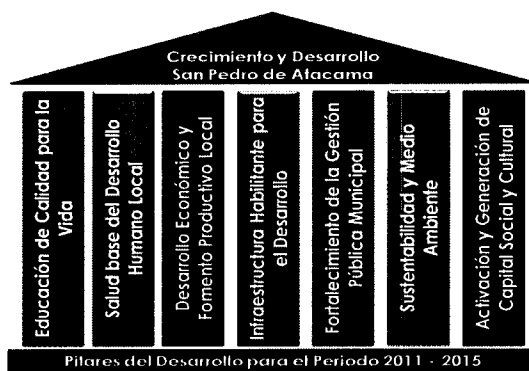 Crecimiento y Desarrollo
San Pedro de Atacama
Educación de Calidad para la
Vida
Salud base del Desarrollo
Humano Local
Desarrollo Económico y
Fomento Productivo Local
Infraestructura Habilitante para
el Desarrollo
Fortalecimiento de la Gestión
Pública Municipal
Sustentabilidad y Medio
Ambiente
Activación y Generación de
Capital Social y Cultural
Pilares del Desarrollo para el Periodo 2011 - 2015